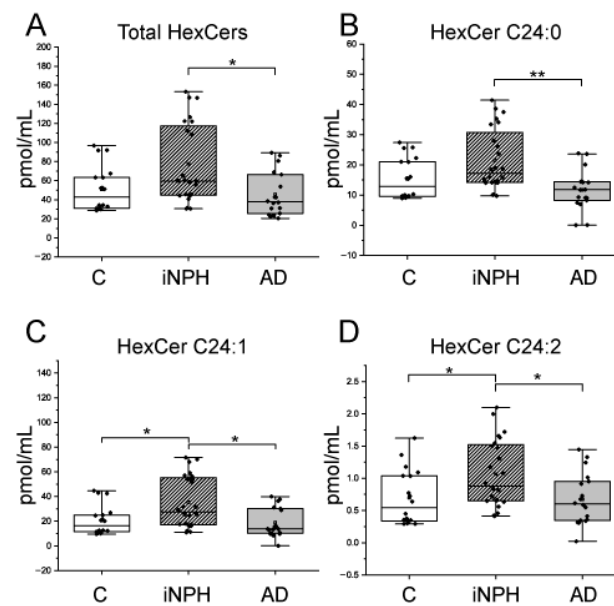 A
Total HexCers
pmol/mL
200
180
160
140
120
100
80
60
40
20
0
−20
*
C iNPH AD
B
HexCer C24:0
pmol/mL
60
50
40
30
20
10
0
−10
**
C iNPH AD
C
HexCer C24:1
pmol/mL
140
120
100
80
60
40
20
0
−20
* *
C iNPH AD
D
HexCer C24:2
pmol/mL
2.5
2.0
1.5
1.0
0.5
0.0
−0.5
* *
C iNPH AD